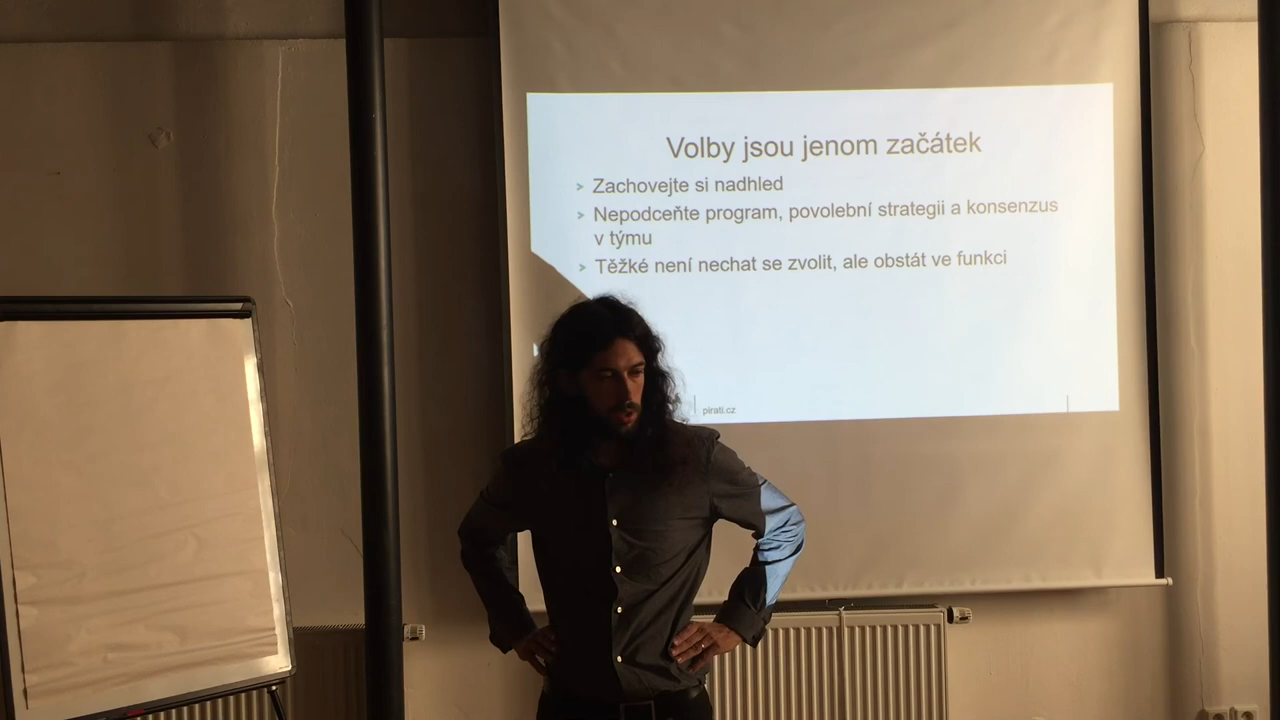 Volby jsou jenom začátek
Zachovejte si nadhled
Nepodceňte program, povolební strategii a konsenzus
v týmu
Těžké není nechat se zvolit, ale obstát ve funkci
pirati.cz